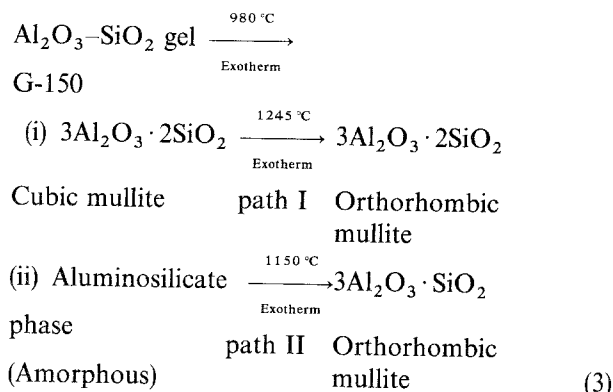 980 °C
Al₂O₃–SiO₂ gel ⟶
Exotherm
G-150
1245 °C
(i) 3Al₂O₃ · 2SiO₂ ⟶ 3Al₂O₃ · 2SiO₂
Exotherm
Cubic mullite path I Orthorhombic
mullite
1150 °C
(ii) Aluminosilicate ⟶ 3Al₂O₃ · SiO₂
Exotherm
phase
path II Orthorhombic
(Amorphous) mullite (3)